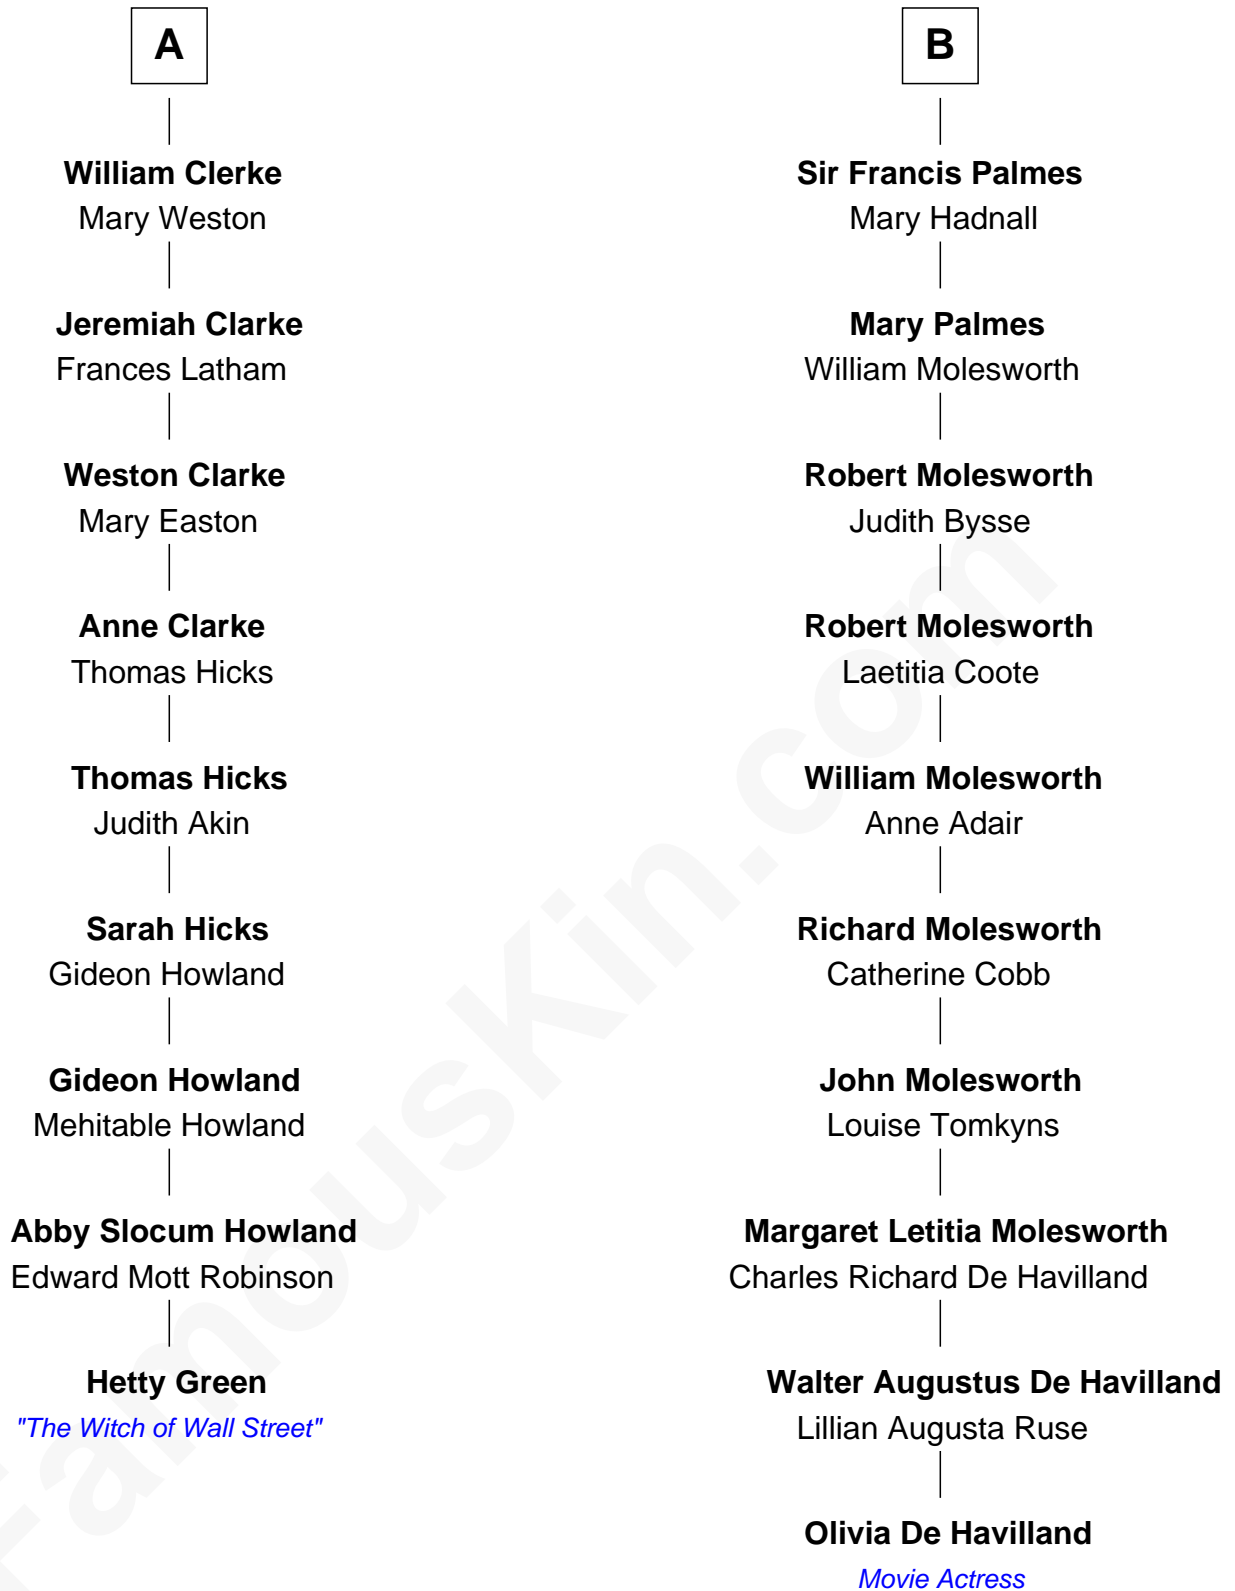 A
William Clerke
Mary Weston
Jeremiah Clarke
Frances Latham
Weston Clarke
Mary Easton
Anne Clarke
Thomas Hicks
Thomas Hicks
Judith Akin
Sarah Hicks
Gideon Howland
Gideon Howland
Mehitable Howland
Abby Slocum Howland
Edward Mott Robinson
Hetty Green
"The Witch of Wall Street"
B
Sir Francis Palmes
Mary Hadnall
Mary Palmes
William Molesworth
Robert Molesworth
Judith Bysse
Robert Molesworth
Laetitia Coote
William Molesworth
Anne Adair
Richard Molesworth
Catherine Cobb
John Molesworth
Louise Tomkyns
Margaret Letitia Molesworth
Charles Richard De Havilland
Walter Augustus De Havilland
Lillian Augusta Ruse
Olivia De Havilland
Movie Actress
FamousKin.com